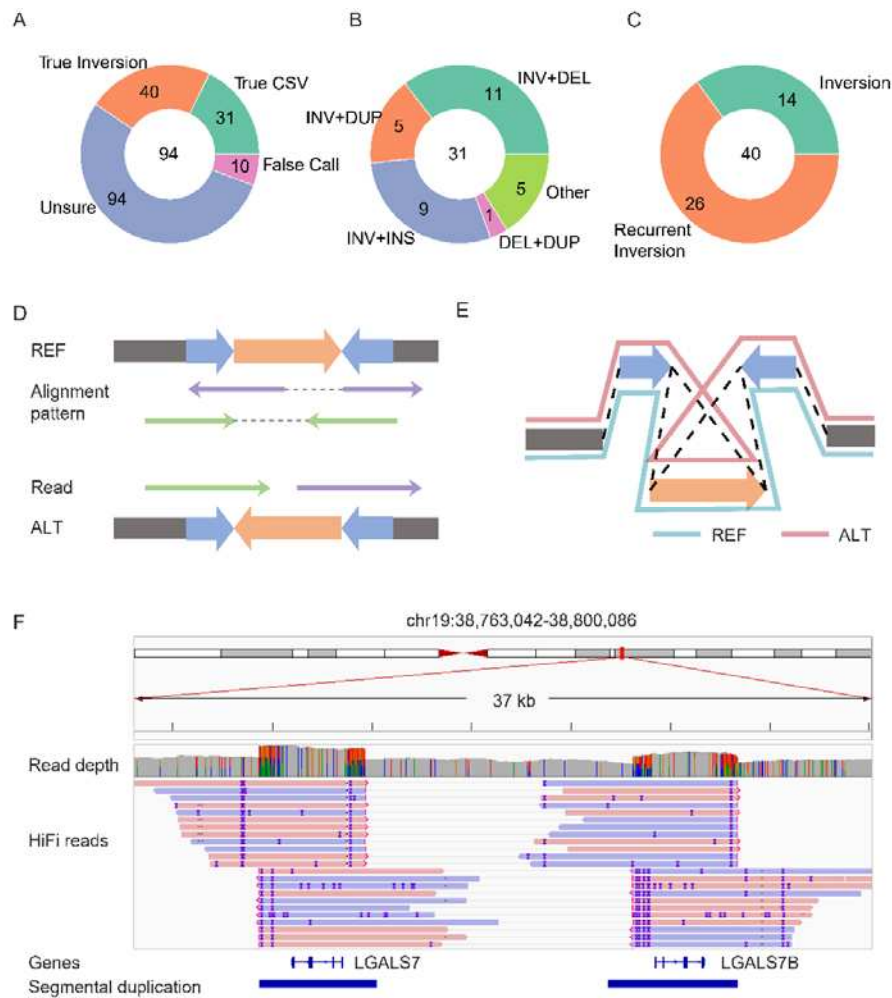 A
B
C
True Inversion
40
True CSV
31
94
10
False Call
Unsure
94
INV+DEL
11
INV+DUP
5
31
5
Other
9
1
INV+INS
DEL+DUP
Inversion
14
40
26
Recurrent
Inversion
D
REF
Alignment
pattern
Read
ALT
E
REF
ALT
F
chr19:38,763,042-38,800,086
37 kb
Read depth
HiFi reads
Genes
LGALS7
LGALS7B
Segmental duplication